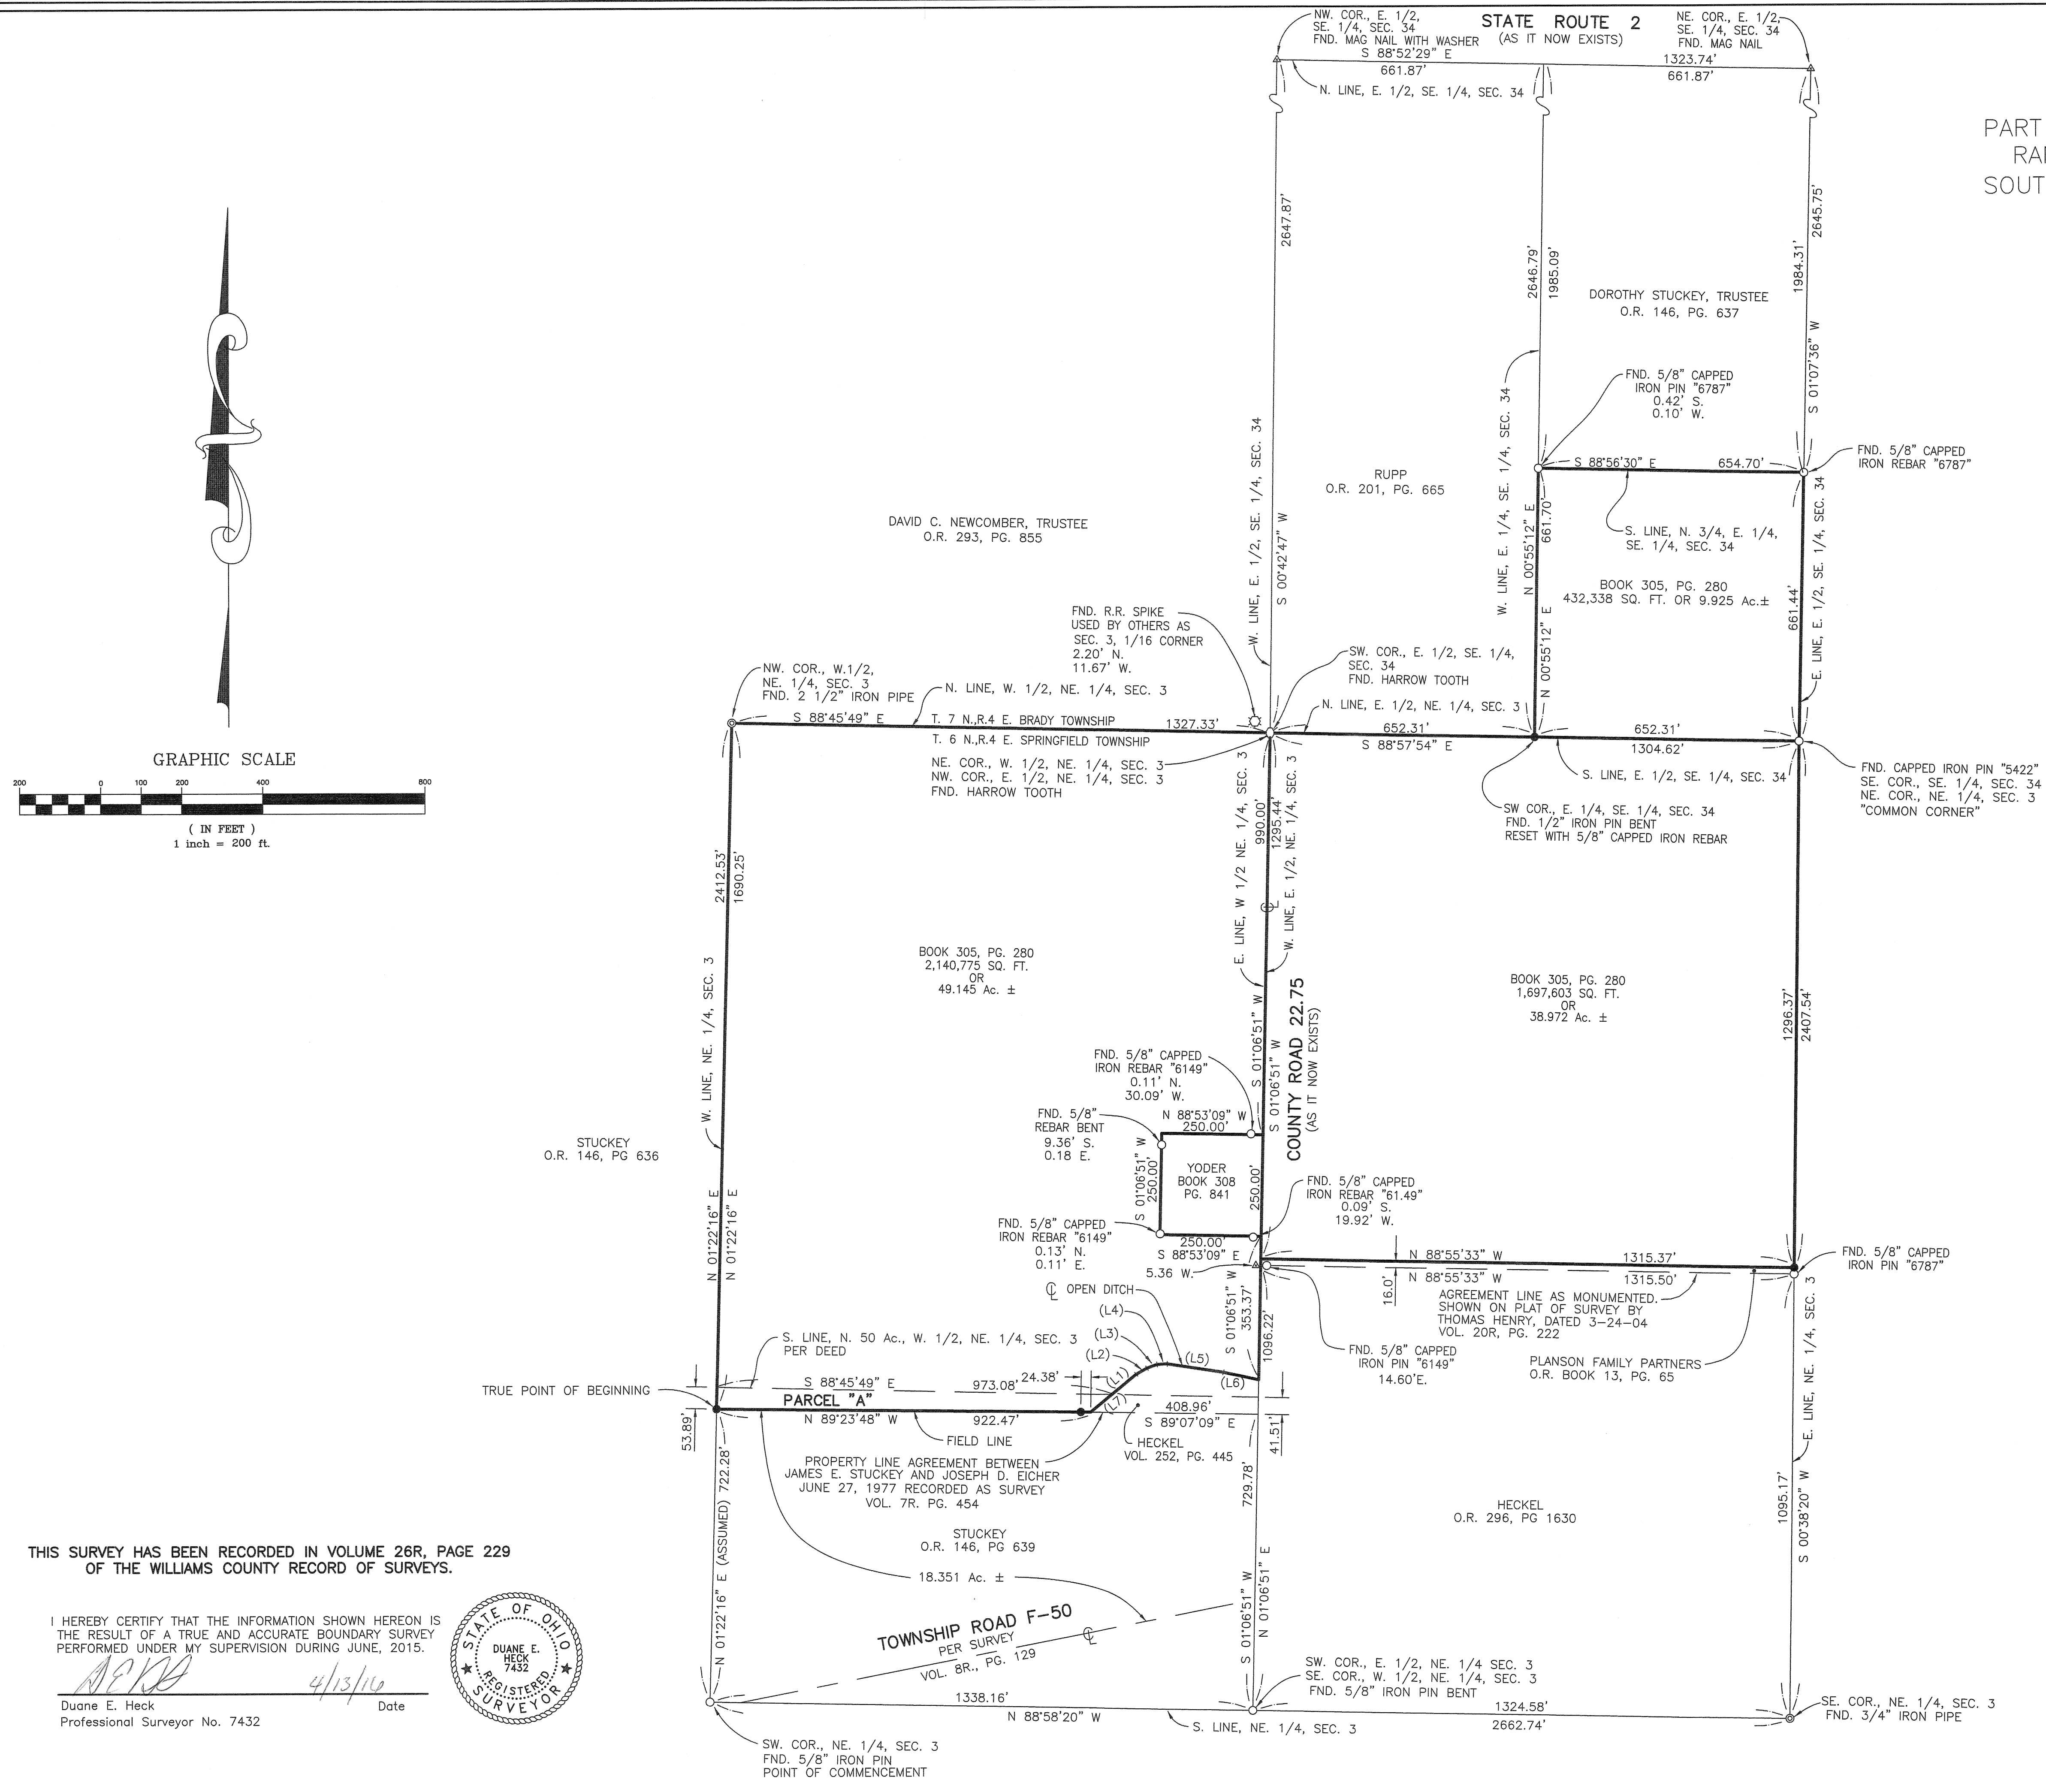 NW. COR., E. 1/2,
SE. 1/4, SEC. 34
FND. MAG NAIL WITH WASHER
STATE ROUTE 2
(AS IT NOW EXISTS)
NE. COR., E. 1/2,
SE. 1/4, SEC. 34
FND. MAG NAIL
S 88°52'29" E
1323.74'
661.87'
661.87'
N. LINE, E. 1/2, SE. 1/4, SEC. 34
PART
RA
SOUT
2647.87'
2646.79'
1985.09'
2645.75'
1984.31'
S 01°07'36" W
DOROTHY STUCKEY, TRUSTEE
O.R. 146, PG. 637
FND. 5/8" CAPPED
IRON PIN "6787"
0.42' S.
0.10' W.
W. LINE, E. 1/2, SE. 1/4, SEC. 34
S 00°42'47" W
W. LINE, E. 1/4, SE. 1/4, SEC. 34
RUPP
O.R. 201, PG. 665
S 88°56'30" E
654.70'
FND. 5/8" CAPPED
IRON REBAR "6787"
DAVID C. NEWCOMBER, TRUSTEE
O.R. 293, PG. 855
N 00°55'12" E
661.70'
S. LINE, N. 3/4, E. 1/4,
SE. 1/4, SEC. 34
BOOK 305, PG. 280
432,338 SQ. FT. OR 9.925 Ac.±
N 00°55'12" E
661.44'
E. LINE, E. 1/2, SE. 1/4, SEC. 34
FND. R.R. SPIKE
USED BY OTHERS AS
SEC. 3, 1/16 CORNER
2.20' N.
11.67' W.
SW. COR., E. 1/2, SE. 1/4,
SEC. 34
FND. HARROW TOOTH
NW. COR., W.1/2,
NE. 1/4, SEC. 3
FND. 2 1/2" IRON PIPE
N. LINE, W. 1/2, NE. 1/4, SEC. 3
N. LINE, E. 1/2, NE. 1/4, SEC. 3
S 88°45'49" E
T. 7 N.,R.4 E. BRADY TOWNSHIP
1327.33'
T. 6 N.,R.4 E. SPRINGFIELD TOWNSHIP
652.31'
S 88°57'54" E
652.31'
1304.62'
NE. COR., W. 1/2, NE. 1/4, SEC. 3
NW. COR., E. 1/2, NE. 1/4, SEC. 3
FND. HARROW TOOTH
S. LINE, E. 1/2, SE. 1/4, SEC. 34
FND. CAPPED IRON PIN "5422"
SE. COR., SE. 1/4, SEC. 34
NE. COR., NE. 1/4, SEC. 3
"COMMON CORNER"
SW COR., E. 1/4, SE. 1/4, SEC. 34
FND. 1/2" IRON PIN BENT
RESET WITH 5/8" CAPPED IRON REBAR
GRAPHIC SCALE
200 0 100 200 400 800
( IN FEET )
1 inch = 200 ft.
2412.53'
1690.25'
E. LINE, W 1/2 NE. 1/4, SEC. 3
990.00'
1295.44'
W. LINE, E. 1/2, NE. 1/4, SEC. 3
BOOK 305, PG. 280
2,140,775 SQ. FT.
OR
49.145 Ac. ±
BOOK 305, PG. 280
1,697,603 SQ. FT.
OR
38.972 Ac. ±
W. LINE, NE. 1/4, SEC. 3
S 01°06'51" W
S 01°06'51" W
COUNTY ROAD 22.75
(AS IT NOW EXISTS)
1296.37'
2407.54'
FND. 5/8" CAPPED
IRON REBAR "6149"
0.11' N.
30.09' W.
FND. 5/8"
REBAR BENT
9.36' S.
0.18 E.
N 88°53'09" W
250.00'
STUCKEY
O.R. 146, PG 636
S 01°06'51" W
250.00'
YODER
BOOK 308
PG. 841
250.00'
FND. 5/8" CAPPED
IRON REBAR "61.49"
0.09' S.
19.92' W.
N 01°22'16" E
N 01°22'16" E
FND. 5/8" CAPPED
IRON REBAR "6149"
0.13' N.
0.11' E.
250.00'
S 88°53'09" E
5.36 W.
N 88°55'33" W
1315.37'
N 88°55'33" W
1315.50'
16.0'
FND. 5/8" CAPPED
IRON PIN "6787"
AGREEMENT LINE AS MONUMENTED.
SHOWN ON PLAT OF SURVEY BY
THOMAS HENRY, DATED 3-24-04
VOL. 20R, PG. 222
℄ OPEN DITCH
(L4)
(L3)
(L2)
(L1)
(L5)
(L6)
(L7)
S 01°06'51" W
353.37'
1096.22'
FND. 5/8" CAPPED
IRON PIN "6149"
14.60'E.
PLANSON FAMILY PARTNERS
O.R. BOOK 13, PG. 65
S. LINE, N. 50 Ac., W. 1/2, NE. 1/4, SEC. 3
PER DEED
TRUE POINT OF BEGINNING
S 88°45'49" E
973.08'
24.38'
PARCEL "A"
N 89°23'48" W
922.47'
408.96'
S 89°07'09" E
53.89'
41.51'
FIELD LINE
HECKEL
VOL. 252, PG. 445
PROPERTY LINE AGREEMENT BETWEEN
JAMES E. STUCKEY AND JOSEPH D. EICHER
JUNE 27, 1977 RECORDED AS SURVEY
VOL. 7R. PG. 454
E. LINE, NE. 1/4, SEC. 3
N 01°22'16" E (ASSUMED) 722.28'
729.78'
1095.17'
S 00°38'20" W
HECKEL
O.R. 296, PG 1630
STUCKEY
O.R. 146, PG 639
18.351 Ac. ±
THIS SURVEY HAS BEEN RECORDED IN VOLUME 26R, PAGE 229
OF THE WILLIAMS COUNTY RECORD OF SURVEYS.
S 01°06'51" W
N 01°06'51" E
TOWNSHIP ROAD F-50
PER SURVEY
VOL. 8R., PG. 129
℄
I HEREBY CERTIFY THAT THE INFORMATION SHOWN HEREON IS
THE RESULT OF A TRUE AND ACCURATE BOUNDARY SURVEY
PERFORMED UNDER MY SUPERVISION DURING JUNE, 2015.
4/13/16
Duane E. Heck
Date
Professional Surveyor No. 7432
STATE OF OHIO
DUANE E.
HECK
7432
REGISTERED
SURVEYOR
SW. COR., E. 1/2, NE. 1/4 SEC. 3
SE. COR., W. 1/2, NE. 1/4, SEC. 3
FND. 5/8" IRON PIN BENT
1338.16'
N 88°58'20" W
S. LINE, NE. 1/4, SEC. 3
1324.58'
2662.74'
SE. COR., NE. 1/4, SEC. 3
FND. 3/4" IRON PIPE
SW. COR., NE. 1/4, SEC. 3
FND. 5/8" IRON PIN
POINT OF COMMENCEMENT